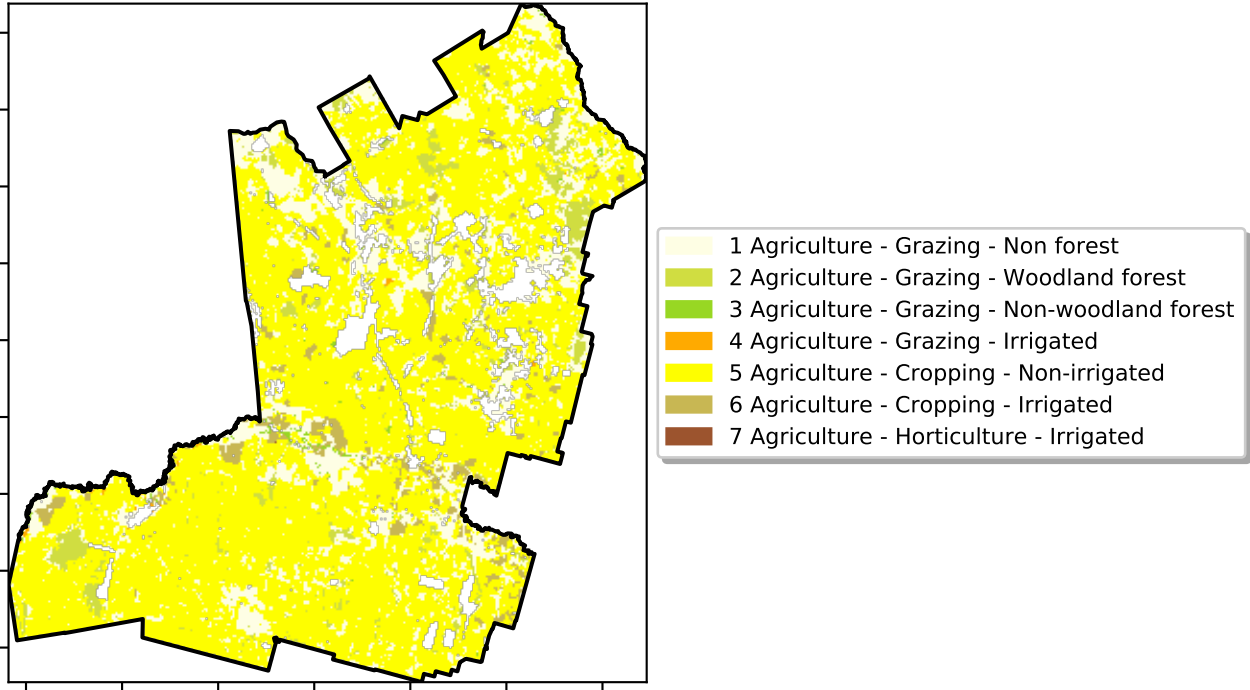 1 Agriculture - Grazing - Non forest
2 Agriculture - Grazing - Woodland forest
3 Agriculture - Grazing - Non-woodland forest
4 Agriculture - Grazing - Irrigated
5 Agriculture - Cropping - Non-irrigated
6 Agriculture - Cropping - Irrigated
7 Agriculture - Horticulture - Irrigated